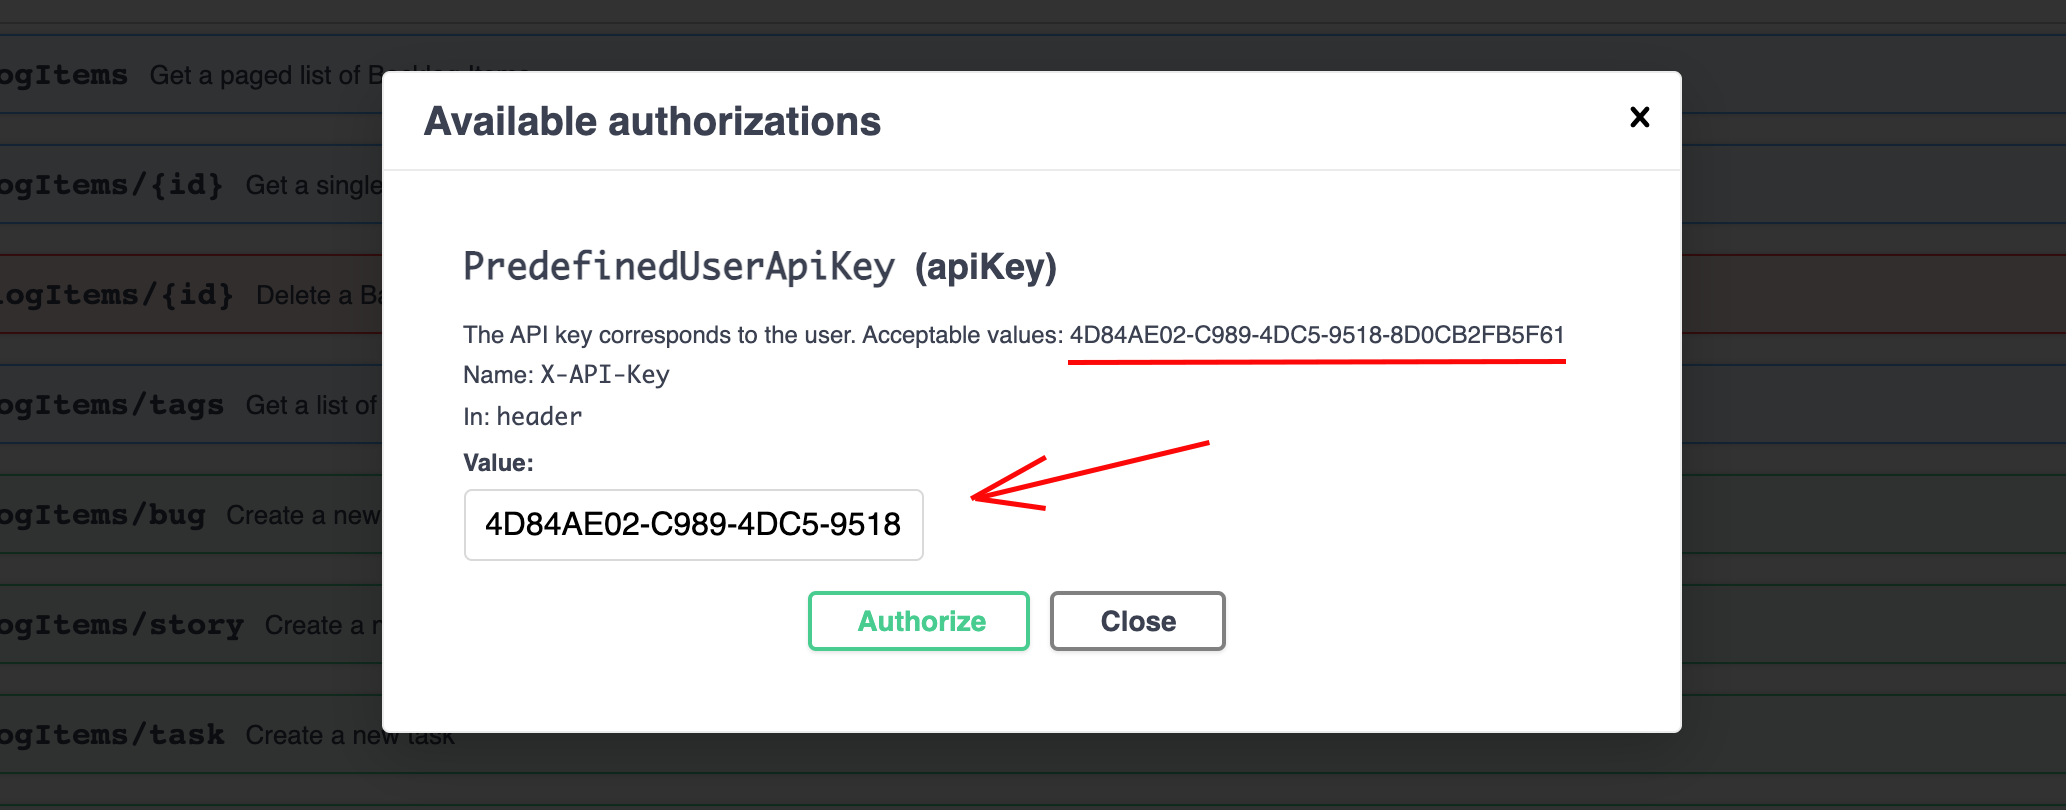 ogItems Get a paged list of Backlog Items
Available authorizations
ogItems/{id} Get a single
PredefinedUserApiKey (apiKey)
logItems/{id} Delete a Ba
The API key corresponds to the user. Acceptable values: 4D84AE02-C989-4DC5-9518-8D0CB2FB5F61
Name: X-API-Key
ogItems/tags Get a list of
In: header
Value:
ogItems/bug Create a new
4D84AE02-C989-4DC5-9518
ogItems/story Create a n
Authorize Close
ogItems/task Create a new task